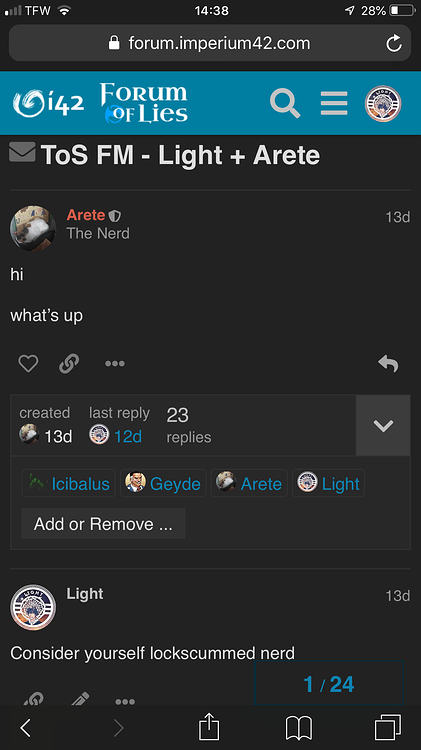 TFW 14:38 28%
forum.imperium42.com
i42 FORUM OF LIES
ToS FM - Light + Arete
Arete 13d
The Nerd
hi
what's up
created last reply 23
13d 12d replies
Icibalus Geyde Arete Light
Add or Remove ...
Light 13d
Consider yourself lockscummed nerd
1 / 24